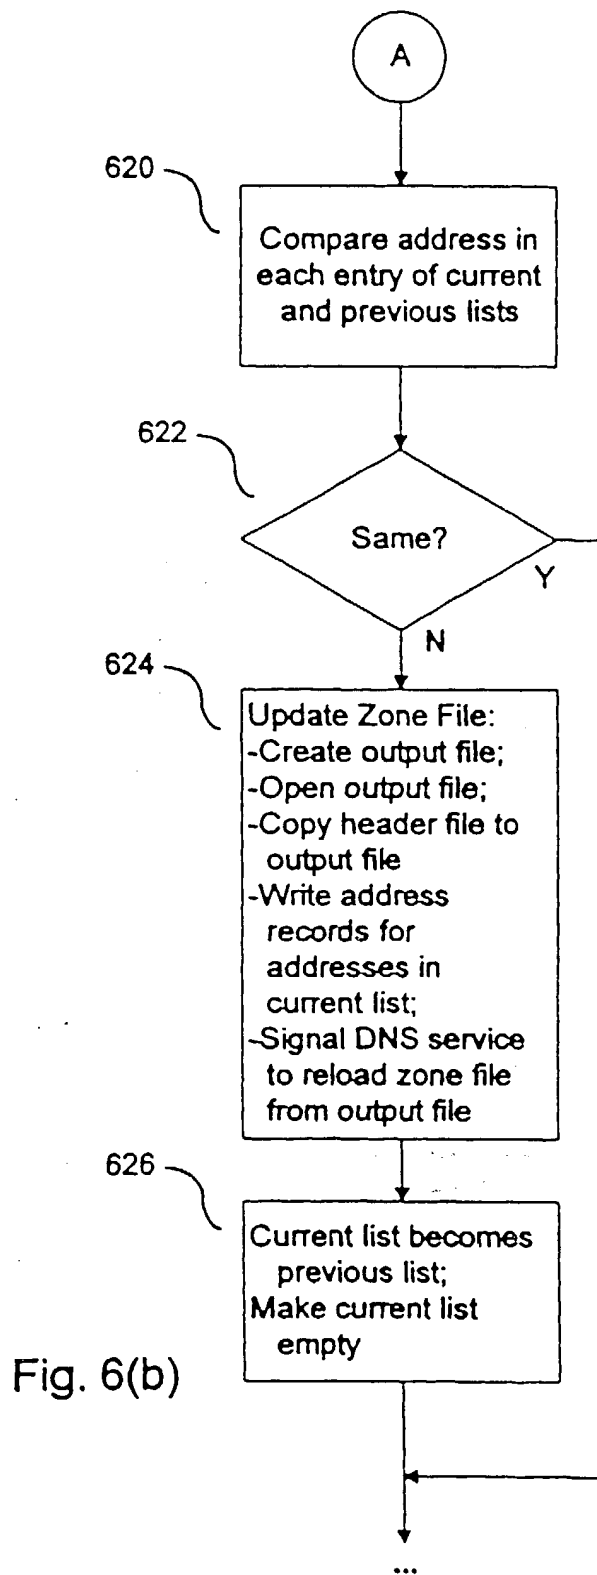 A
620
Compare address in
each entry of current
and previous lists
622
Same?
Y
N
624
Update Zone File:
-Create output file;
-Open output file;
-Copy header file to
output file
-Write address
records for
addresses in
current list;
-Signal DNS service
to reload zone file
from output file
626
Current list becomes
previous list;
Make current list
empty
Fig. 6(b)
...